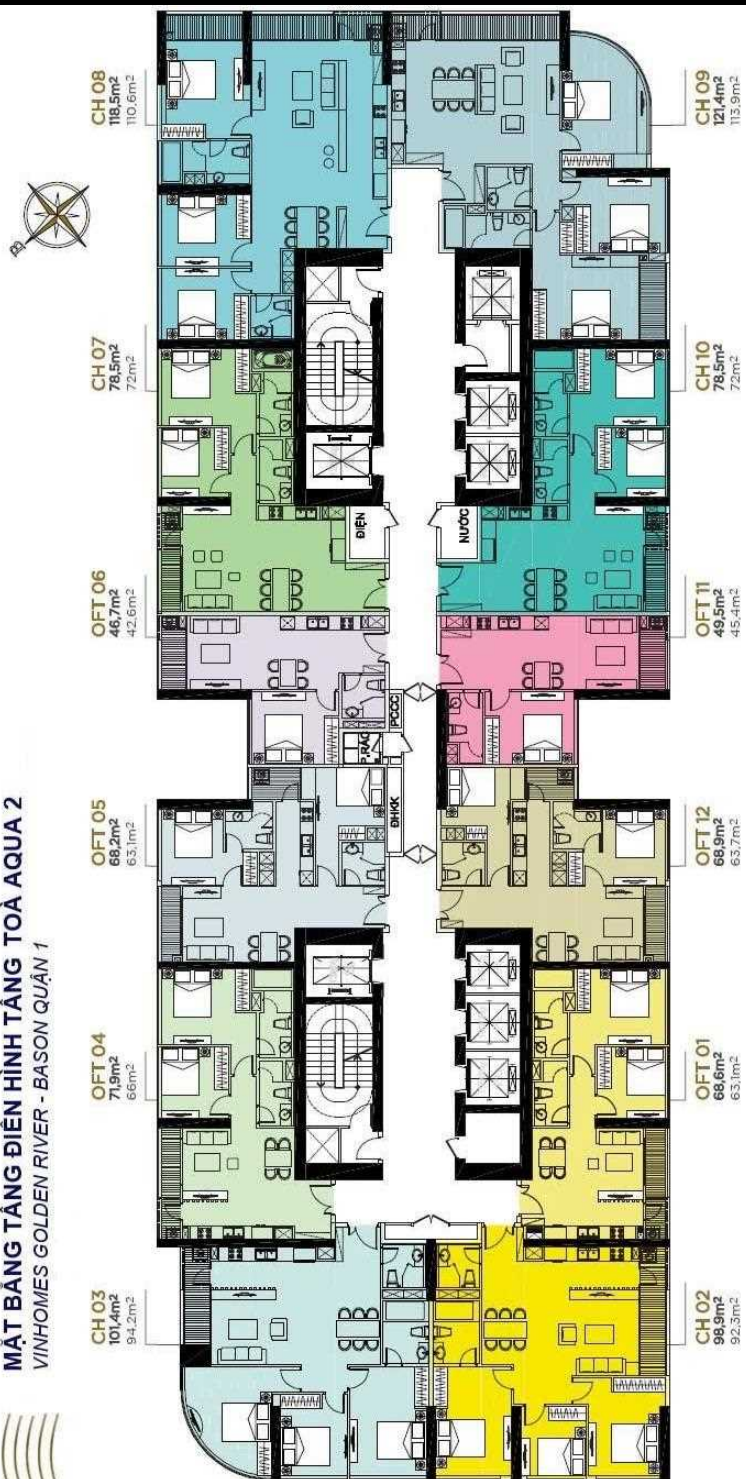 MẶT BẰNG TẦNG ĐIỂN HÌNH TẦNG TOÀ AQUA 2
VINHOMES GOLDEN RIVER - BASON QUẬN 1
B
CH 08
118,5m²
110,6m²
CH 07
78,5m²
72m²
OFT 06
46,7m²
42,6m²
OFT 05
68,2m²
63,1m²
OFT 04
71,9m²
66m²
CH 03
101,4m²
94,2m²
CH 09
121,4m²
113,9m²
CH 10
78,5m²
72m²
OFT 11
49,5m²
45,4m²
OFT 12
68,9m²
63,7m²
OFT 01
68,6m²
63,1m²
CH 02
98,9m²
92,3m²
ĐIỆN
NƯỚC
PCCC
P.RÁC
ĐHKK